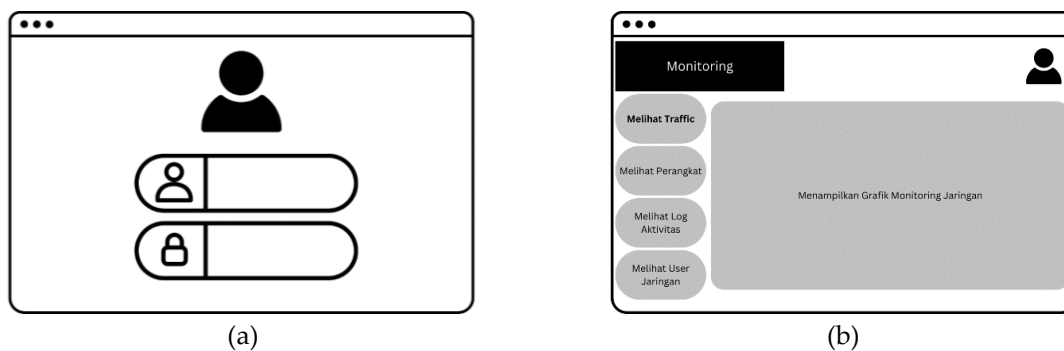 Monitoring
Melihat Traffic
Melihat Perangkat
Melihat Log
Aktivitas
Melihat User
Jaringan
Menampilkan Grafik Monitoring Jaringan
(a)
(b)